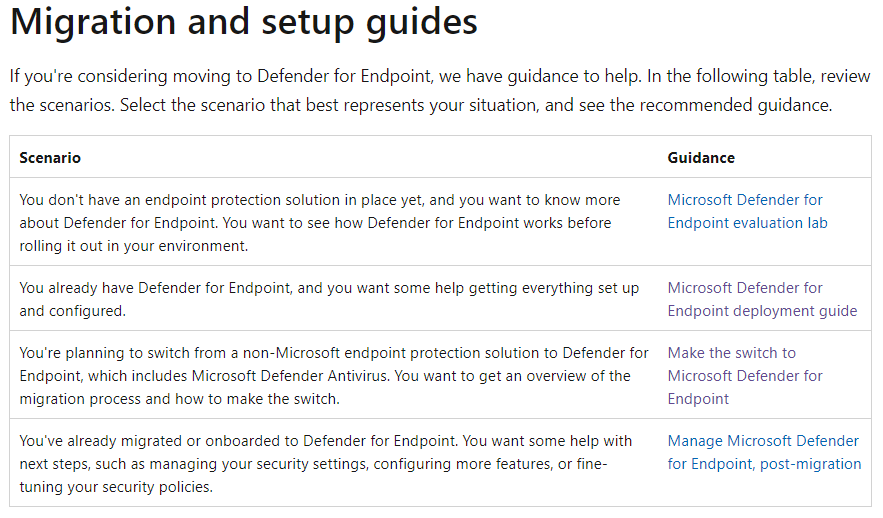 Migration and setup guides
If you're considering moving to Defender for Endpoint, we have guidance to help. In the following table, review
the scenarios. Select the scenario that best represents your situation, and see the recommended guidance.
Scenario
Guidance
You don't have an endpoint protection solution in place yet, and you want to know more
about Defender for Endpoint. You want to see how Defender for Endpoint works before
rolling it out in your environment.
Microsoft Defender for
Endpoint evaluation lab
You already have Defender for Endpoint, and you want some help getting everything set up
and configured.
Microsoft Defender for
Endpoint deployment guide
You're planning to switch from a non-Microsoft endpoint protection solution to Defender for
Endpoint, which includes Microsoft Defender Antivirus. You want to get an overview of the
migration process and how to make the switch.
Make the switch to
Microsoft Defender for
Endpoint
You've already migrated or onboarded to Defender for Endpoint. You want some help with
next steps, such as managing your security settings, configuring more features, or fine-
tuning your security policies.
Manage Microsoft Defender
for Endpoint, post-migration